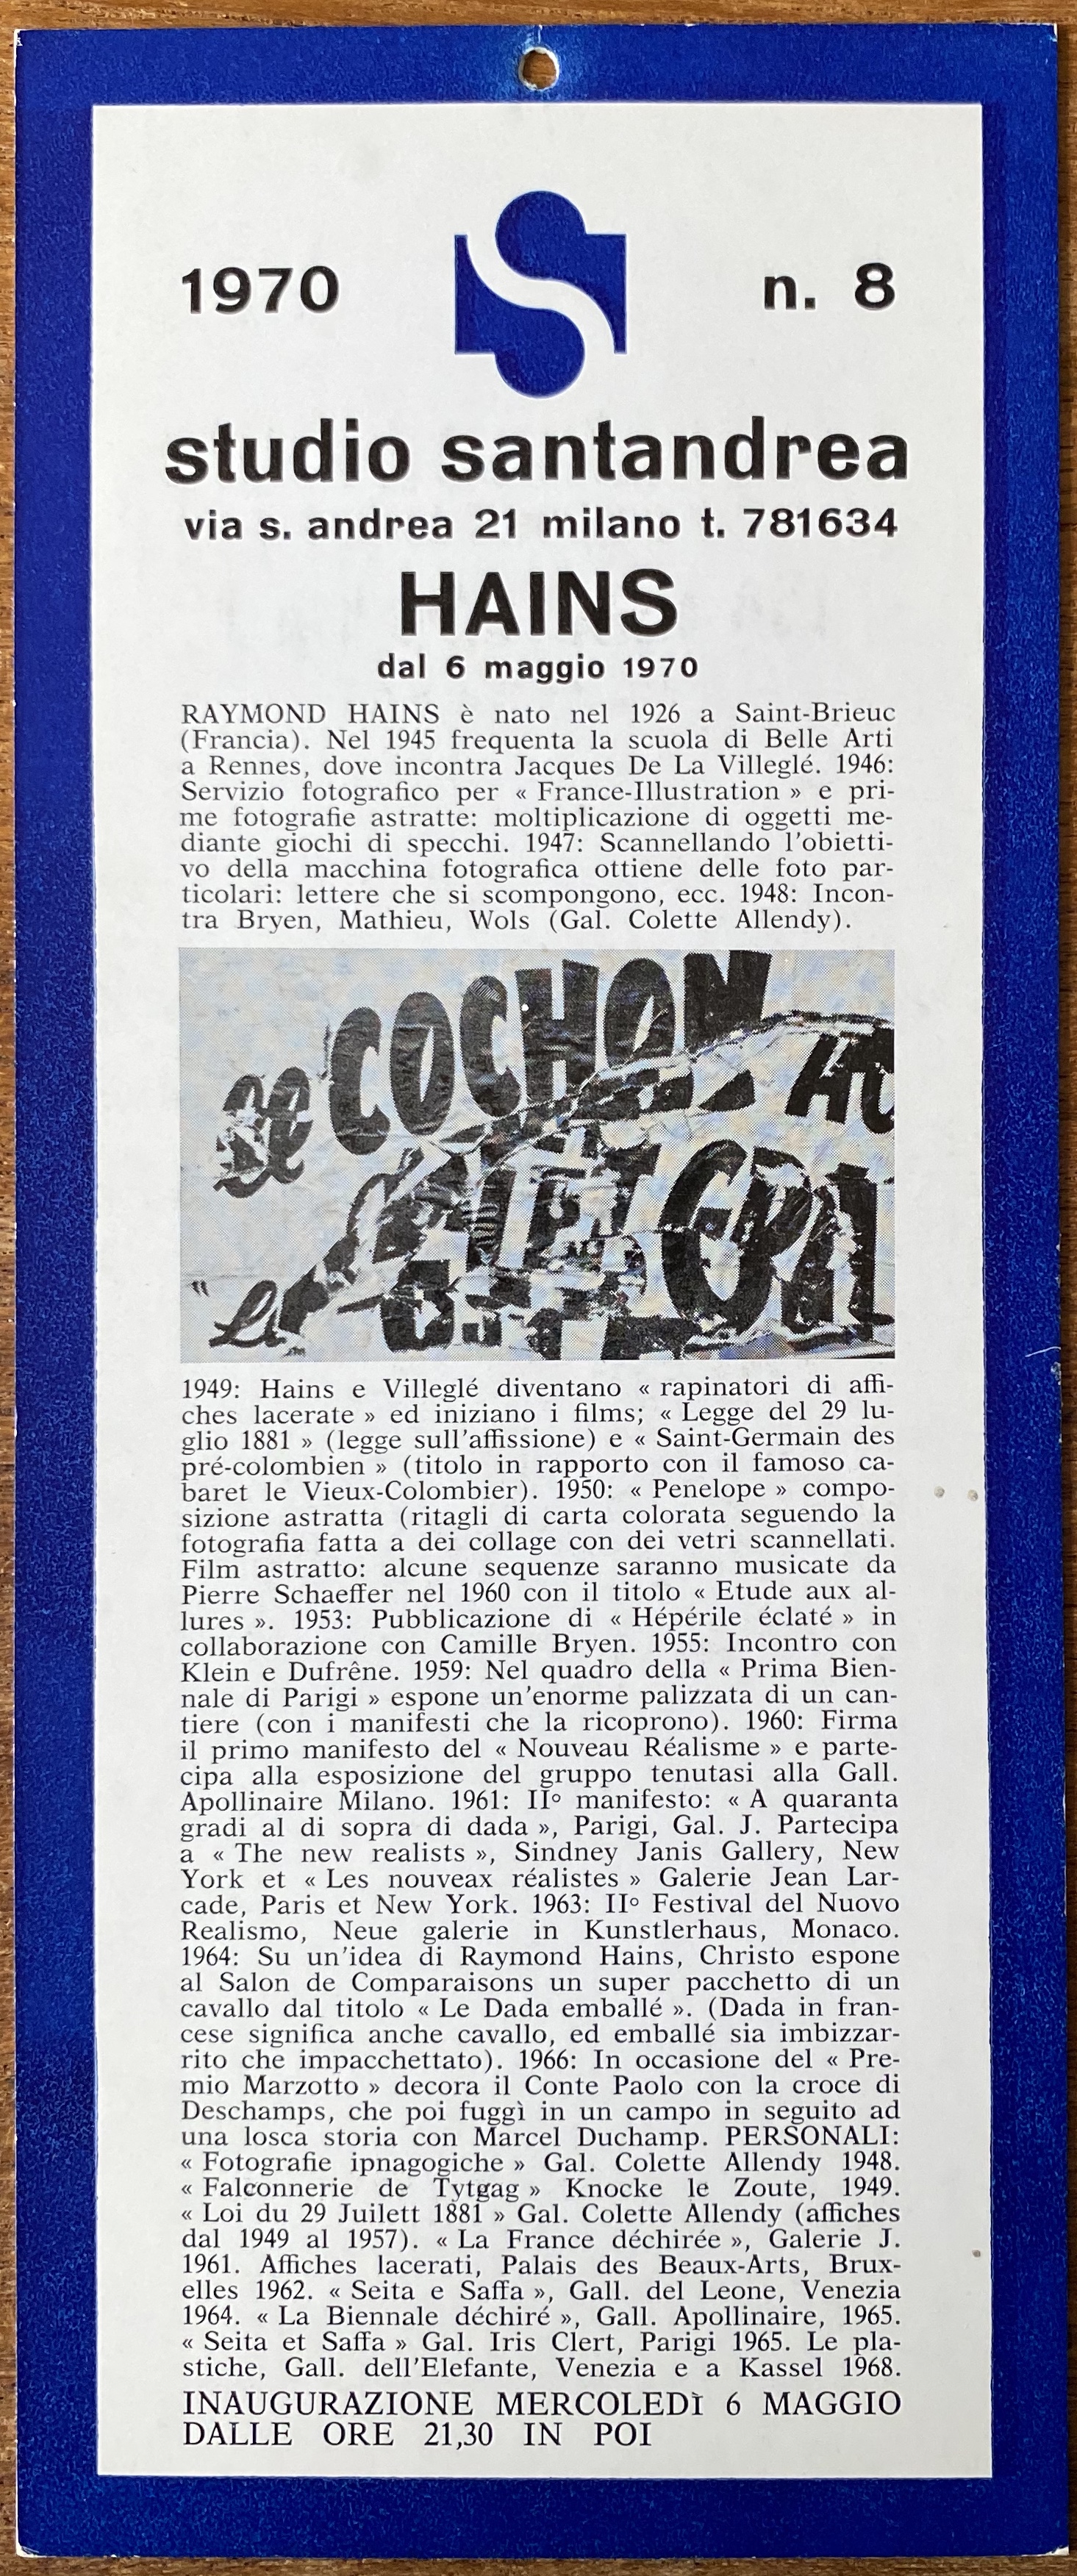 1970
n. 8
studio santandrea
via s. andrea 21 milano t. 781634
HAINS
dal 6 maggio 1970
RAYMOND HAINS è nato nel 1926 a Saint-Brieuc
(Francia). Nel 1945 frequenta la scuola di Belle Arti
a Rennes, dove incontra Jacques De La Villeglé. 1946:
Servizio fotografico per « France-Illustration » e pri-
me fotografie astratte: moltiplicazione di oggetti me-
diante giochi di specchi. 1947: Scannellando l'obietti-
vo della macchina fotografica ottiene delle foto par-
ticolari: lettere che si scompongono, ecc. 1948: Incon-
tra Bryen, Mathieu, Wols (Gal. Colette Allendy).
COCHON
1949: Hains e Villeglé diventano « rapinatori di affi-
ches lacerate » ed iniziano i films; « Legge del 29 lu-
glio 1881 » (legge sull'affissione) e « Saint-Germain des
pré-colombien » (titolo in rapporto con il famoso ca-
baret le Vieux-Colombier). 1950: « Penelope » compo-
sizione astratta (ritagli di carta colorata seguendo la
fotografia fatta a dei collage con dei vetri scannellati.
Film astratto: alcune sequenze saranno musicate da
Pierre Schaeffer nel 1960 con il titolo « Etude aux al-
lures ». 1953: Pubblicazione di « Hépérile éclaté » in
collaborazione con Camille Bryen. 1955: Incontro con
Klein e Dufrêne. 1959: Nel quadro della « Prima Bien-
nale di Parigi » espone un'enorme palizzata di un can-
tiere (con i manifesti che la ricoprono). 1960: Firma
il primo manifesto del « Nouveau Réalisme » e parte-
cipa alla esposizione del gruppo tenutasi alla Gall.
Apollinaire Milano. 1961: IIº manifesto: « A quaranta
gradi al di sopra di dada », Parigi, Gal. J. Partecipa
a « The new realists », Sindney Janis Gallery, New
York et « Les nouveax réalistes » Galerie Jean Lar-
cade, Paris et New York. 1963: IIº Festival del Nuovo
Realismo, Neue galerie in Kunstlerhaus, Monaco.
1964: Su un'idea di Raymond Hains, Christo espone
al Salon de Comparaisons un super pacchetto di un
cavallo dal titolo « Le Dada emballé ». (Dada in fran-
cese significa anche cavallo, ed emballé sia imbizzar-
rito che impacchettato). 1966: In occasione del « Pre-
mio Marzotto » decora il Conte Paolo con la croce di
Deschamps, che poi fuggì in un campo in seguito ad
una losca storia con Marcel Duchamp. PERSONALI:
« Fotografie ipnagogiche » Gal. Colette Allendy 1948.
« Falconnerie de Tytgag » Knocke le Zoute, 1949.
« Loi du 29 Juilett 1881 » Gal. Colette Allendy (affiches
dal 1949 al 1957). « La France déchirée », Galerie J.
1961. Affiches lacerati, Palais des Beaux-Arts, Brux-
elles 1962. « Seita e Saffa », Gall. del Leone, Venezia
1964. « La Biennale déchiré », Gall. Apollinaire, 1965.
« Seita et Saffa » Gal. Iris Clert, Parigi 1965. Le pla-
stiche, Gall. dell'Elefante, Venezia e a Kassel 1968.
INAUGURAZIONE MERCOLEDÌ 6 MAGGIO
DALLE ORE 21,30 IN POI